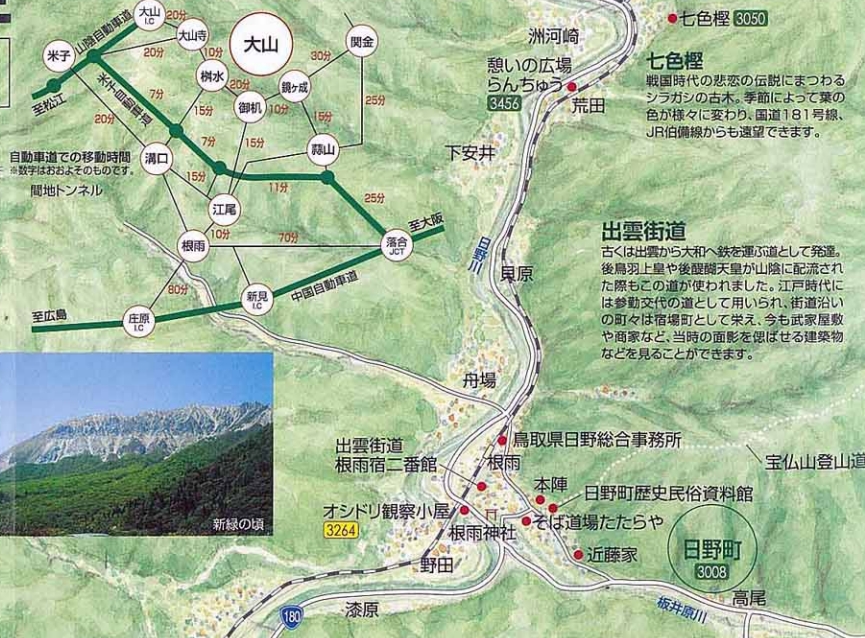 大山
I.C
20分
大山寺
米子
山陰自動車道
20分
10分
大山
関金
30分
至松江
米子自動車道
桝水
20分
鏡ヶ成
御机
10分
7分
15分
25分
20分
7分
15分
15分
蒜山
自動車道での移動時間
※数字はおおよそのものです。
溝口
15分
11分
間地トンネル
江尾
25分
10分
至大阪
根雨
70分
落合
JCT
80分
新見
I.C
中国自動車道
至広島
庄原
I.C
新緑の頃
洲河崎
七色樫 3050
憩いの広場
らんちゅう
3456
荒田
七色樫
戦国時代の悲恋の伝説にまつわる
シラガシの古木。季節によって葉の
色が様々に変わり、国道181号線、
JR伯備線からも遠望できます。
下安井
日野川
貝原
出雲街道
古くは出雲から大和へ鉄を運ぶ道として発達。
後鳥羽上皇や後醍醐天皇が山陰に配流され
た際もこの道が使われました。江戸時代に
は参勤交代の道として用いられ、街道沿い
の町々は宿場町として栄え、今も武家屋敷
や商家など、当時の面影を偲ばせる建築物
などを見ることができます。
舟場
鳥取県日野総合事務所
出雲街道
根雨宿二番館
根雨
宝仏山登山道
本陣
日野町歴史民俗資料館
オシドリ観察小屋
3264
根雨神社
そば道場たたらや
近藤家
日野町
3008
野田
漆原
180
板井原川
高尾